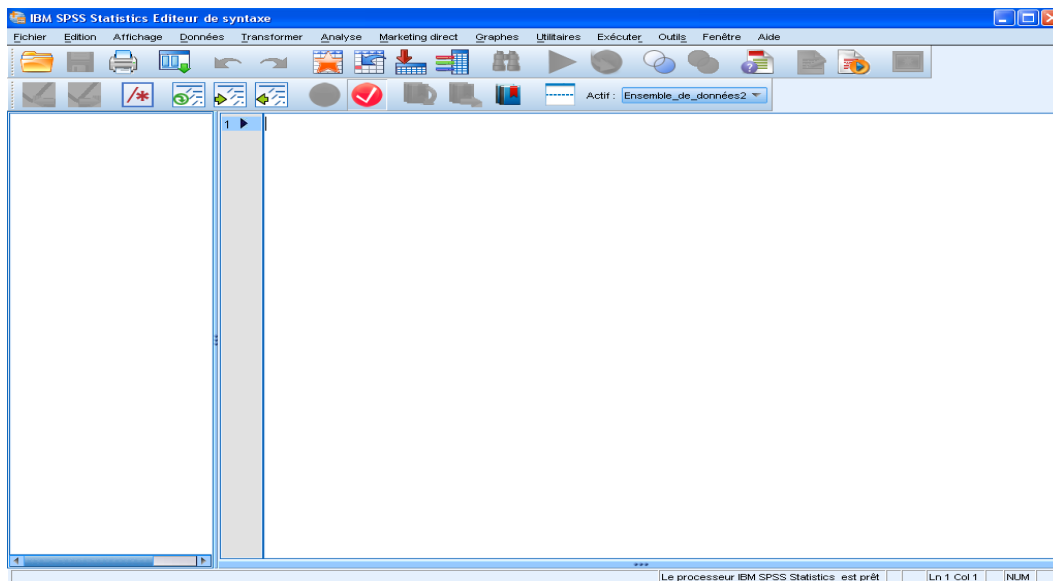 IBM SPSS Statistics Editeur de syntaxe
Fichier Edition Affichage Données Transformer Analyse Marketing direct Graphes Utilitaires Exécuter Outils Fenêtre Aide
/* Actif : Ensemble_de_données2
1
Le processeur IBM SPSS Statistics est prêt Ln 1 Col 1 NUM